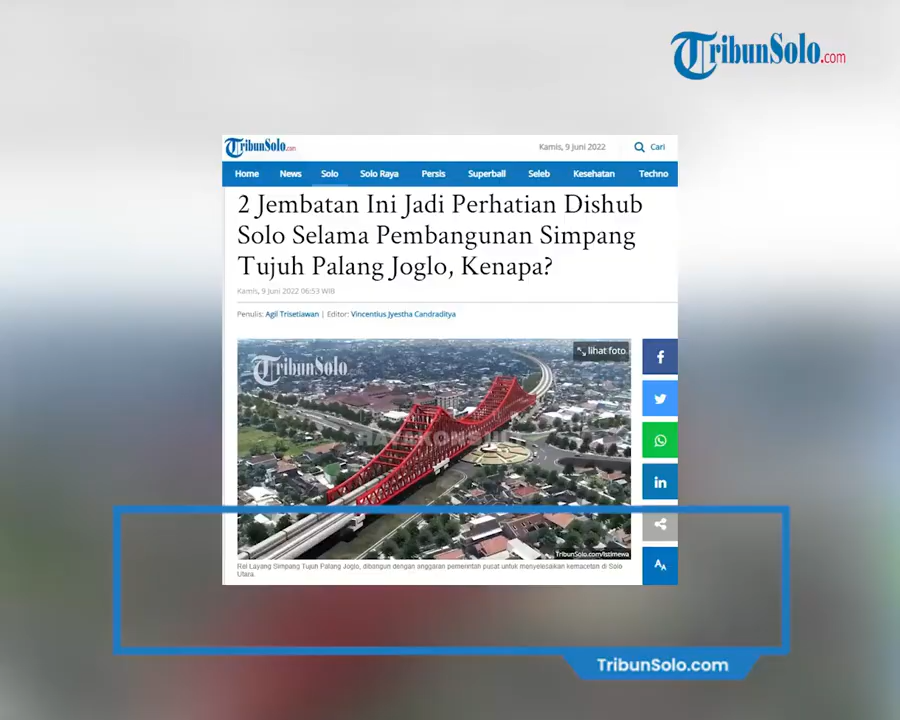 TribunSolo.com
TribunSolo.com
Kamis, 9 Juni 2022
Cari
Home News Solo Solo Raya Persis Superball Seleb Kesehatan Techno
2 Jembatan Ini Jadi Perhatian Dishub
Solo Selama Pembangunan Simpang
Tujuh Palang Joglo, Kenapa?
Kamis, 9 Juni 2022 06:53 WIB
Penulis: Agil Trisetiawan | Editor: Vincentius Jyestha Candraditya
lihat foto
TribunSolo
TribunSolo.com/Istimewa
Rel Layang Simpang Tujuh Palang Joglo, dibangun dengan anggaran pemerintah pusat untuk menyelesaikan kemacetan di Solo
Utara.
AA
TribunSolo.com